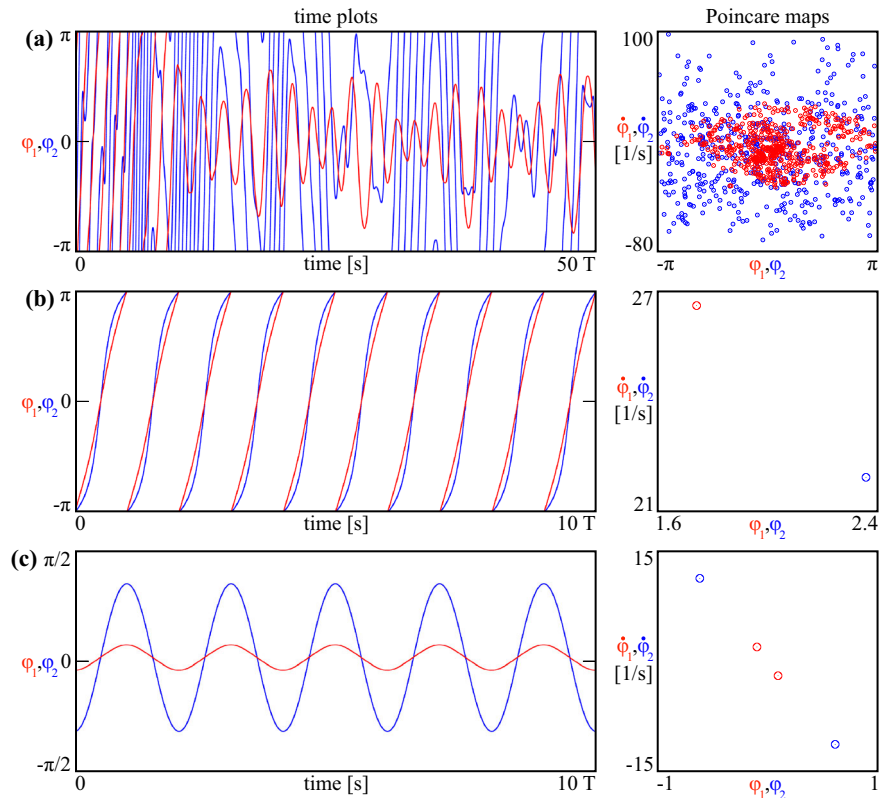 time plots
Poincare maps
(a)
π
φ₁,φ₂ 0
-π
0 time [s] 50 T
100
φ̇₁,φ̇₂
[1/s]
-80
-π φ₁,φ₂ π
(b)
π
φ₁,φ₂ 0
-π
0 time [s] 10 T
27
φ̇₁,φ̇₂
[1/s]
21
1.6 φ₁,φ₂ 2.4
(c)
π/2
φ₁,φ₂ 0
-π/2
0 time [s] 10 T
15
φ̇₁,φ̇₂
[1/s]
-15
-1 φ₁,φ₂ 1